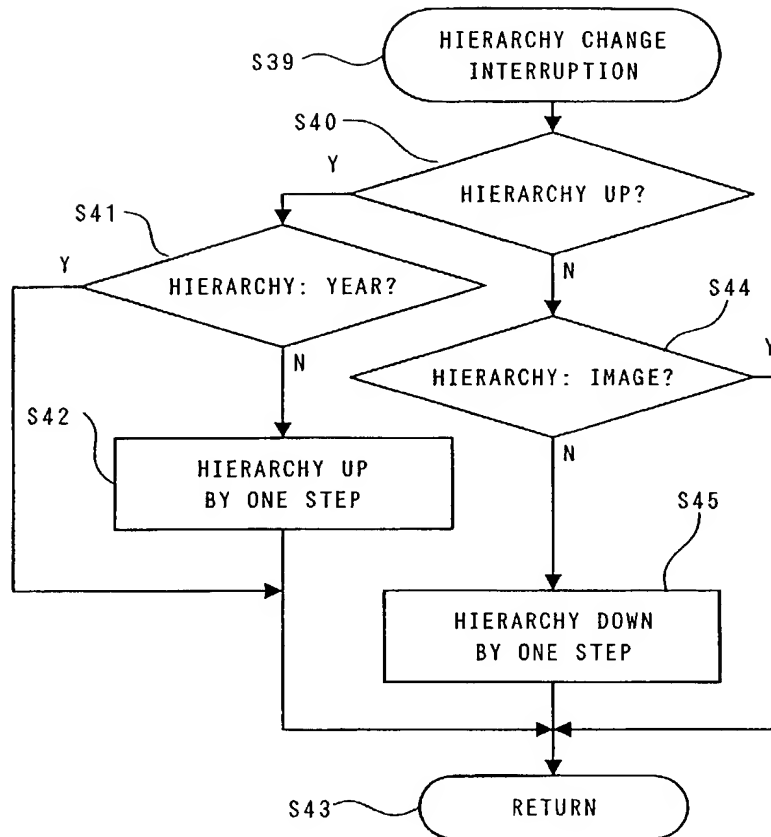 HIERARCHY CHANGE
INTERRUPTION
S39
S40
Y
HIERARCHY UP?
S41
N
Y
HIERARCHY: YEAR?
S44
Y
N
HIERARCHY: IMAGE?
S42
N
HIERARCHY UP
BY ONE STEP
S45
HIERARCHY DOWN
BY ONE STEP
S43
RETURN